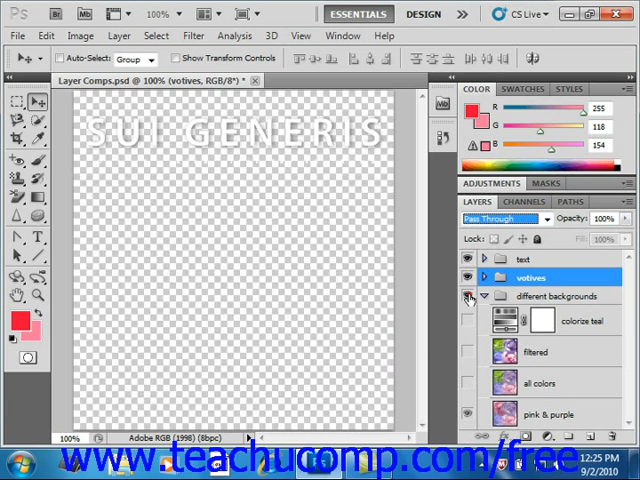 Ps Br Mb 100% ESSENTIALS DESIGN CS Live
File Edit Image Layer Select Filter Analysis 3D View Window Help
Auto-Select: Group Show Transform Controls
Layer Comps.psd @ 100% (votives, RGB/8*) *
SUI GENERIS
Mb
COLOR SWATCHES STYLES
R 255
G 118
B 154
ADJUSTMENTS MASKS
LAYERS CHANNELS PATHS
Pass Through Opacity: 100%
Lock: Fill: 100%
text
votives
different backgrounds
colorize teal
filtered
all colors
pink & purple
T
100% Adobe RGB (1998) (8bpc)
www.teachucomp.com/free
12:25 PM
9/2/2010